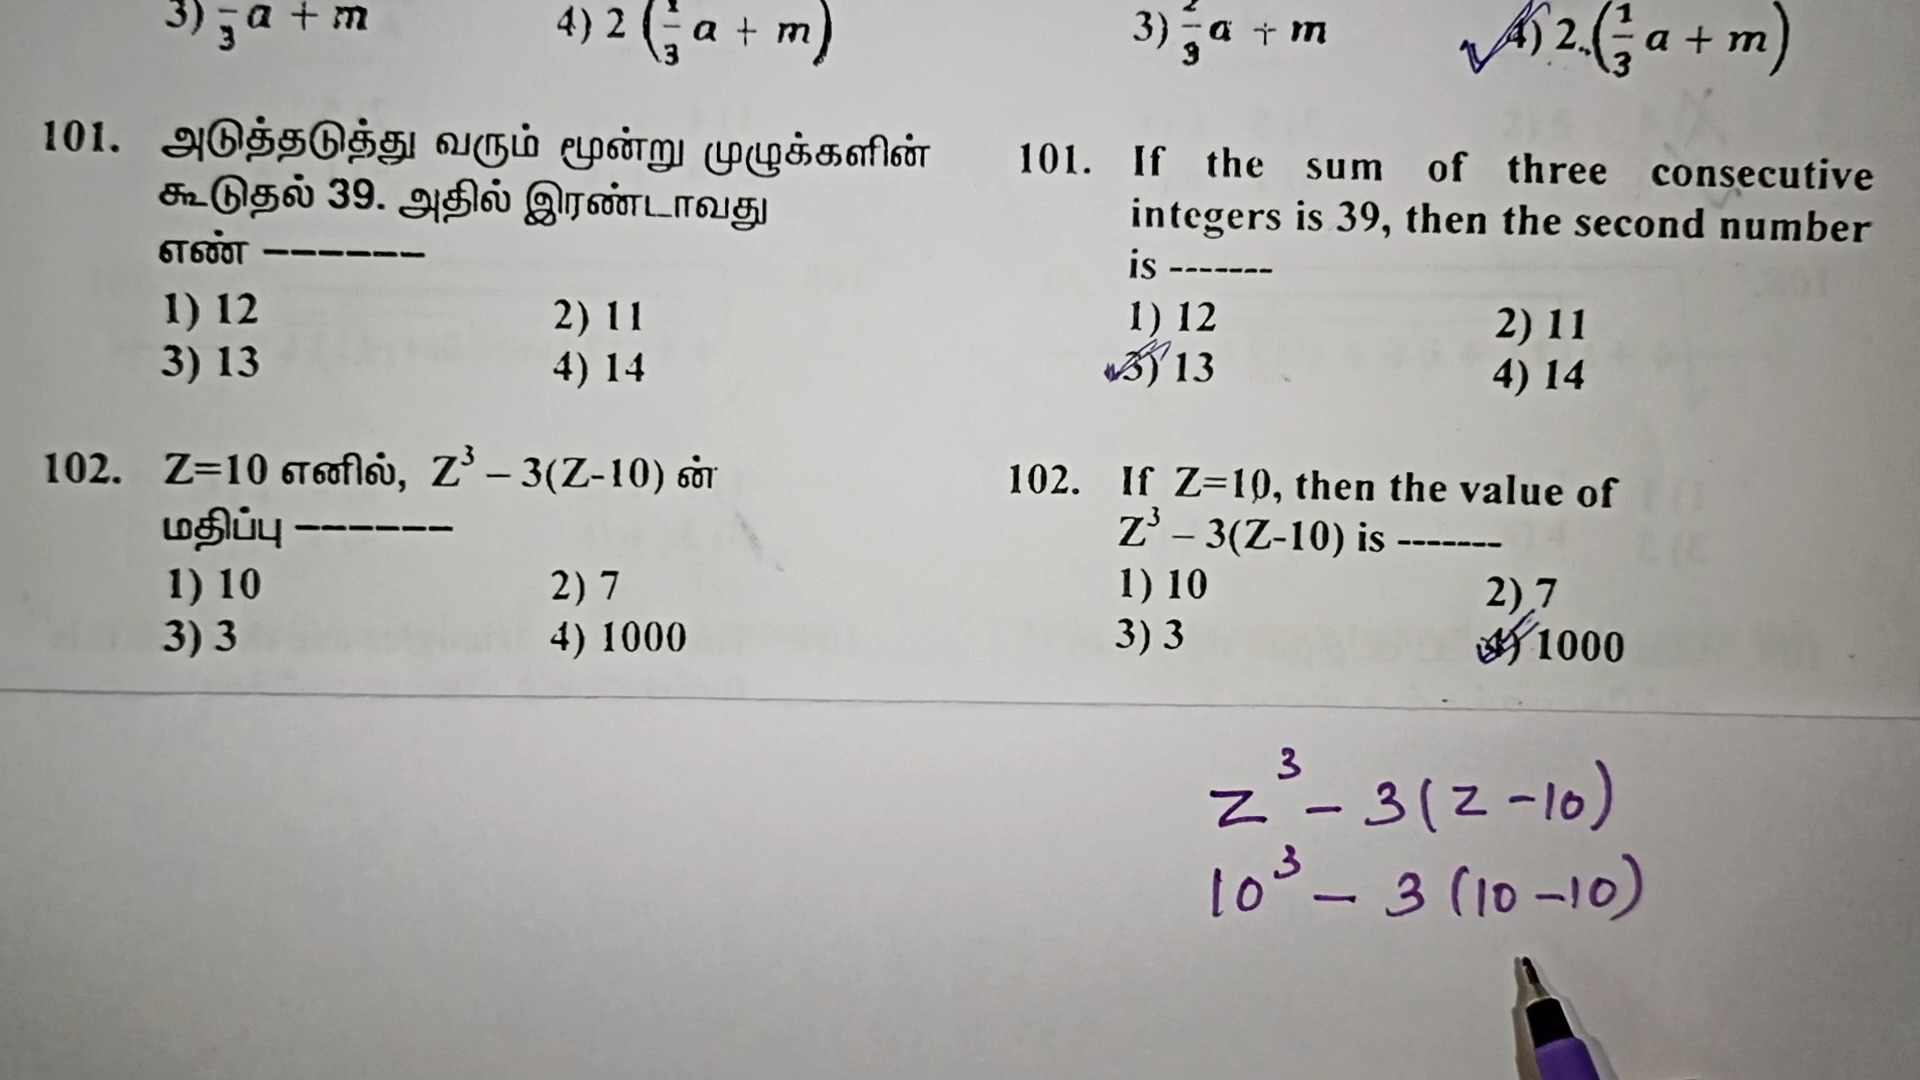 3) 3 a + m
4) 2 (1/3 a + m)
101. அடுத்தடுத்து வரும் மூன்று முழுக்களின்
கூடுதல் 39. அதில் இரண்டாவது
எண் ------
1) 12 2) 11
3) 13 4) 14
102. Z=10 எனில், Z³ – 3(Z-10) ன்
மதிப்பு ------
1) 10 2) 7
3) 3 4) 1000
3) 2/3 a + m
4) 2 (1/3 a + m)
101. If the sum of three consecutive
integers is 39, then the second number
is -------
1) 12 2) 11
3) 13 4) 14
102. If Z=10, then the value of
Z³ – 3(Z-10) is -------
1) 10 2) 7
3) 3 4) 1000
z³ – 3(z –10)
10³ – 3(10 –10)